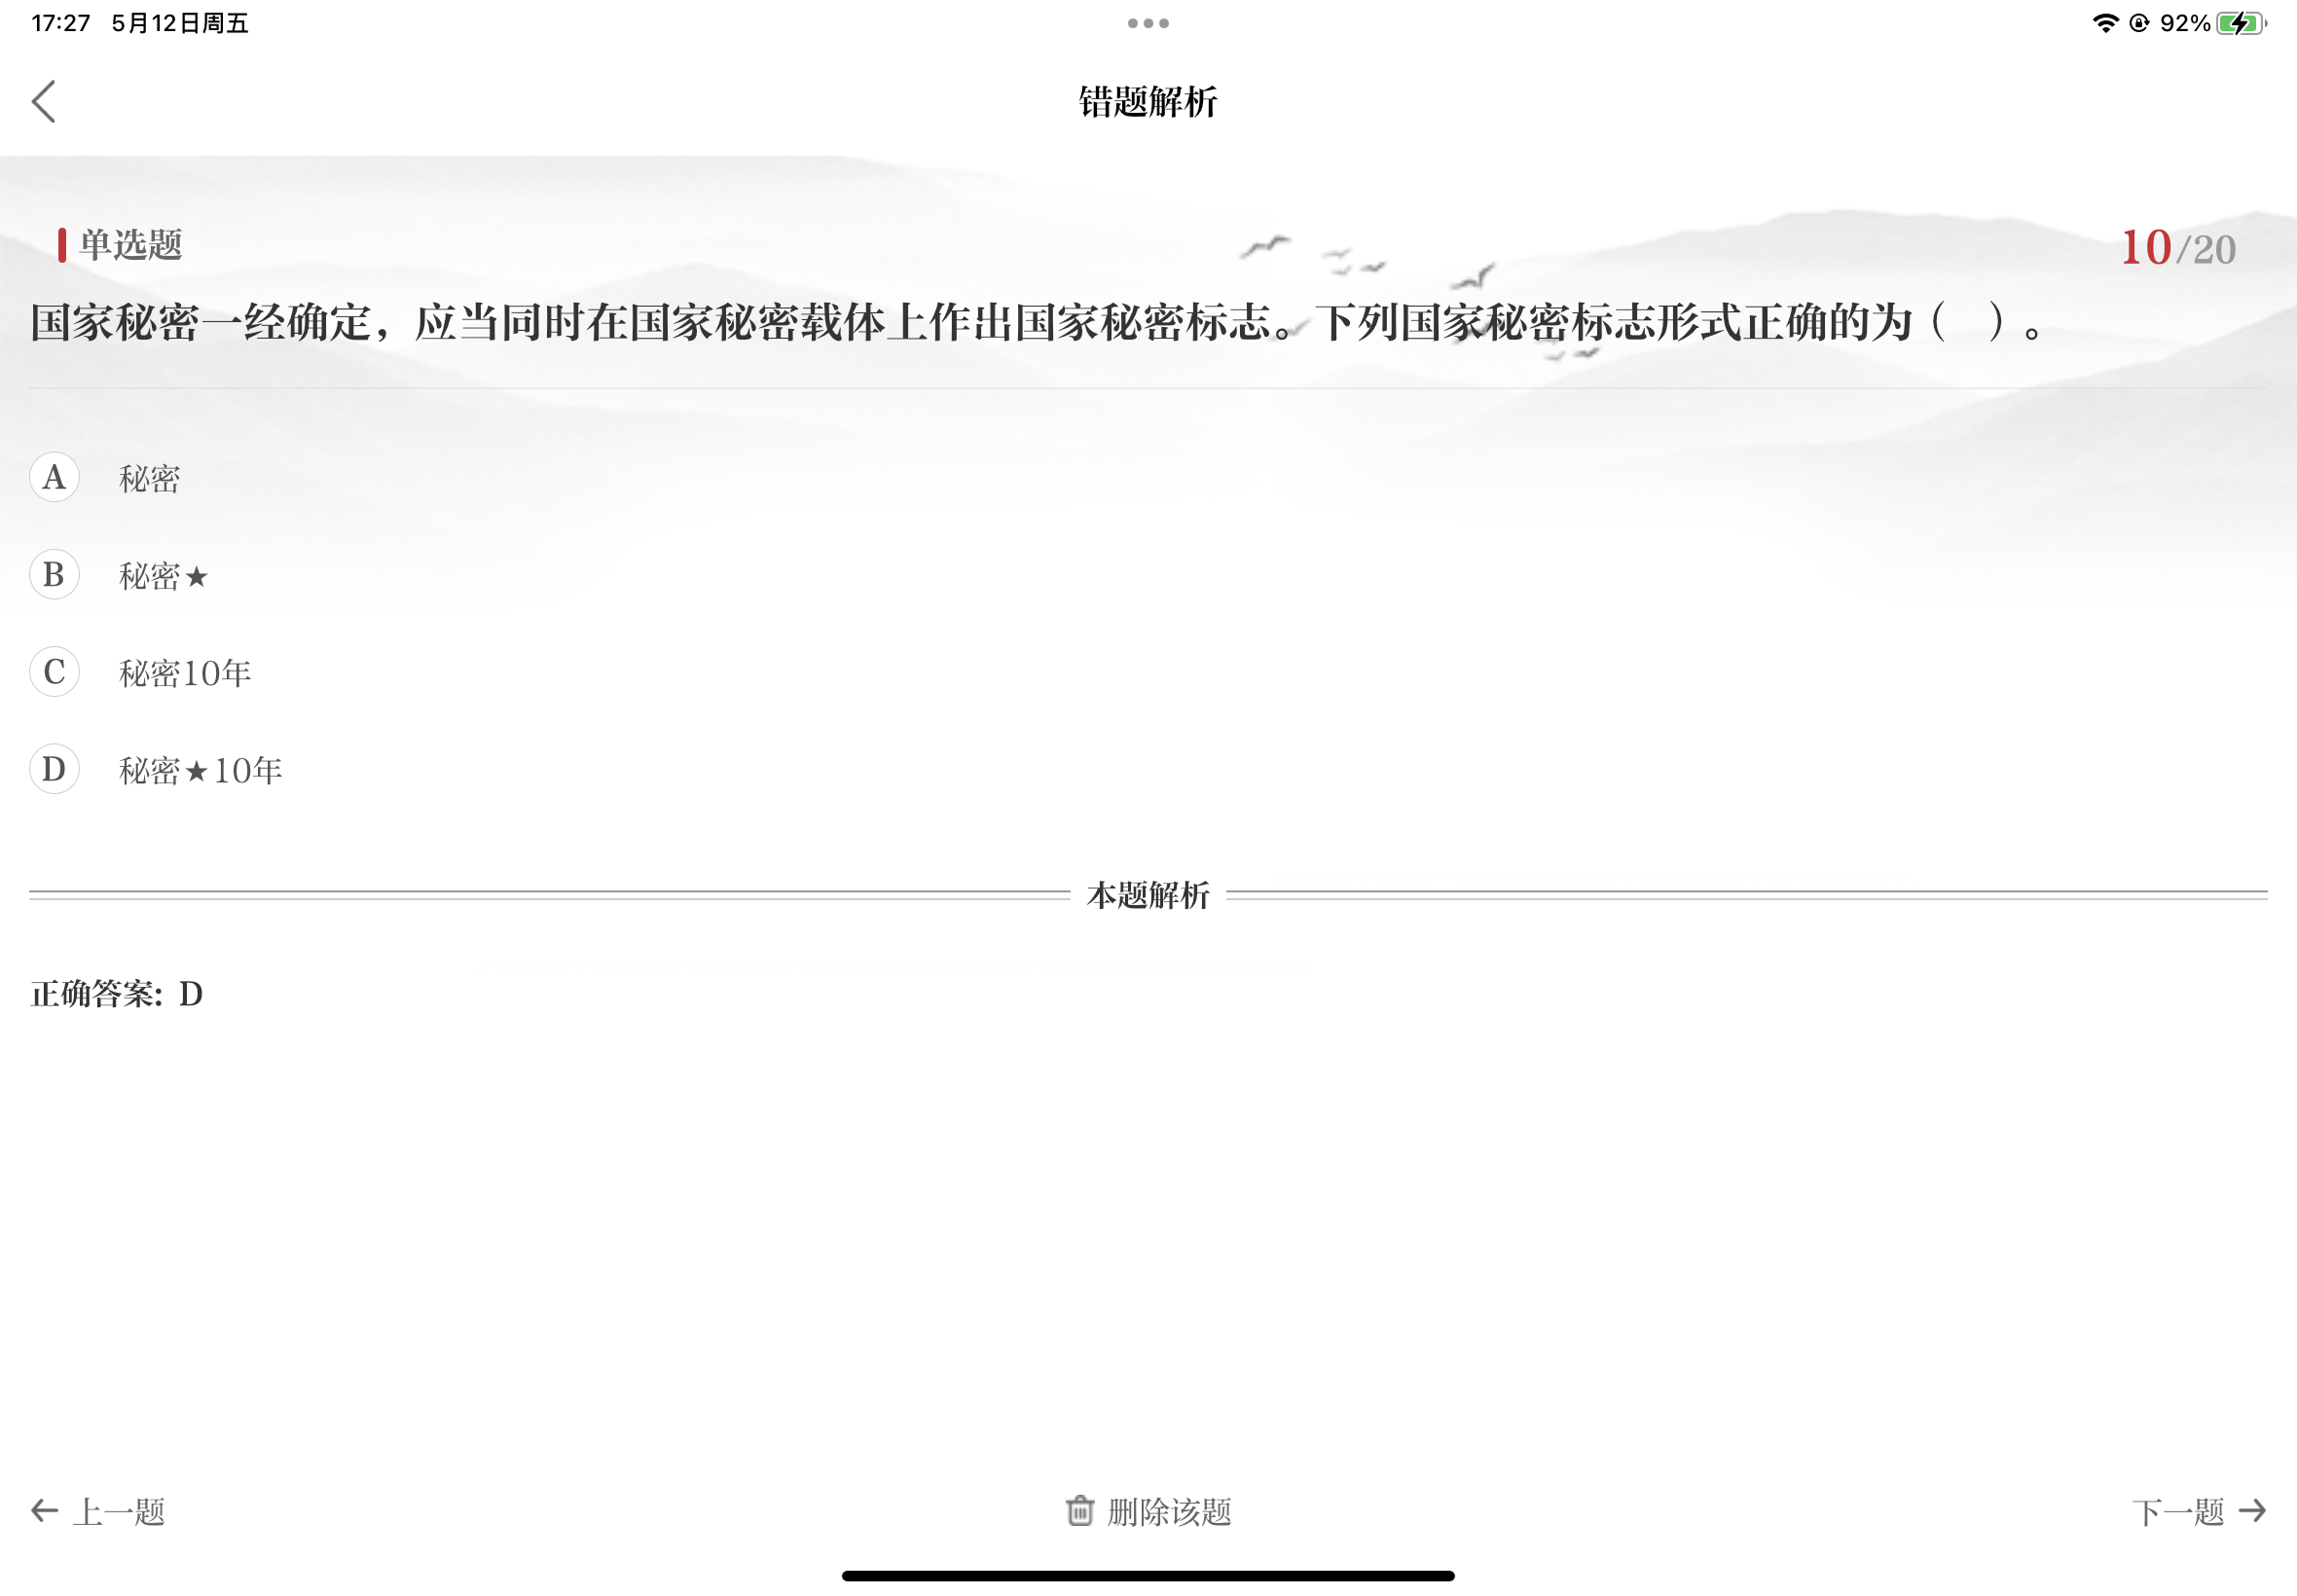 17:27 5月12日周五
92%
错题解析
单选题
10/20
国家秘密一经确定，应当同时在国家秘密载体上作出国家秘密标志。下列国家秘密标志形式正确的为（ ）。
A 秘密
B 秘密★
C 秘密10年
D 秘密★10年
本题解析
正确答案: D
上一题
删除该题
下一题